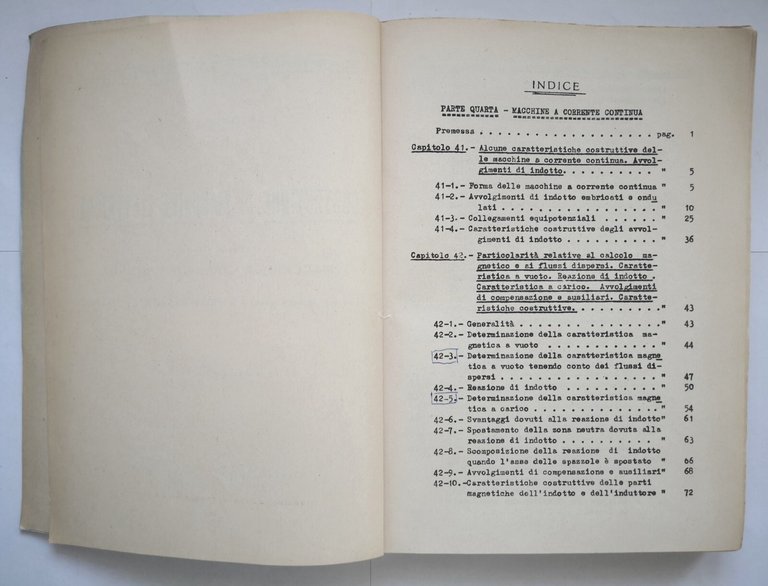 INDICE
PARTE QUARTA - MACCHINE A CORRENTE CONTINUA
Premessa . . . . . . . . . . . . . . . . . . . pag. 1
Capitolo 41.- Alcune caratteristiche costruttive del-
le macchine a corrente continua. Avvol-
gimenti di indotto. . . . . . . . . . " 5
41-1.- Forma delle macchine a corrente continua " 5
41-2.- Avvolgimenti di indotto embricati e ondu
lati . . . . . . . . . . . . . . . . . " 10
41-3.- Collegamenti equipotenziali . . . . . . " 25
41-4.- Caratteristiche costruttive degli avvol-
gimenti di indotto . . . . . . . . . . " 36
Capitolo 42.- Particolarità relative al calcolo magnetico e ai flussi dispersi. Caratte-
ristica a vuoto. Reazione di indotto .
Caratteristica a carico. Avvolgimenti
di compensazione e ausiliari. Caratte-
ristiche costruttive. . . . . . . . . " 43
42-1.- Generalità . . . . . . . . . . . . . . " 43
42-2.- Determinazione della caratteristica ma-
gnetica a vuoto . . . . . . . . . . . " 44
42-3.- Determinazione della caratteristica magne
tica a vuoto tenendo conto dei flussi di-
spersi . . . . . . . . . . . . . . . . " 47
42-4.- Reazione di indotto . . . . . . . . . . " 50
42-5.- Determinazione della caratteristica magne
tica a carico . . . . . . . . . . . . . " 54
42-6.- Svantaggi dovuti alla reazione di indotto" 61
42-7.- Spostamento della zona neutra dovuta alla
reazione di indotto . . . . . . . . . . " 63
42-8.- Scomposizione della reazione di indotto
quando l'asse delle spazzole è spostato " 66
42-9.- Avvolgimenti di compensazione e ausiliari" 68
42-10.-Caratteristiche costruttive delle parti
magnetiche dell'indotto e dell'induttore " 72